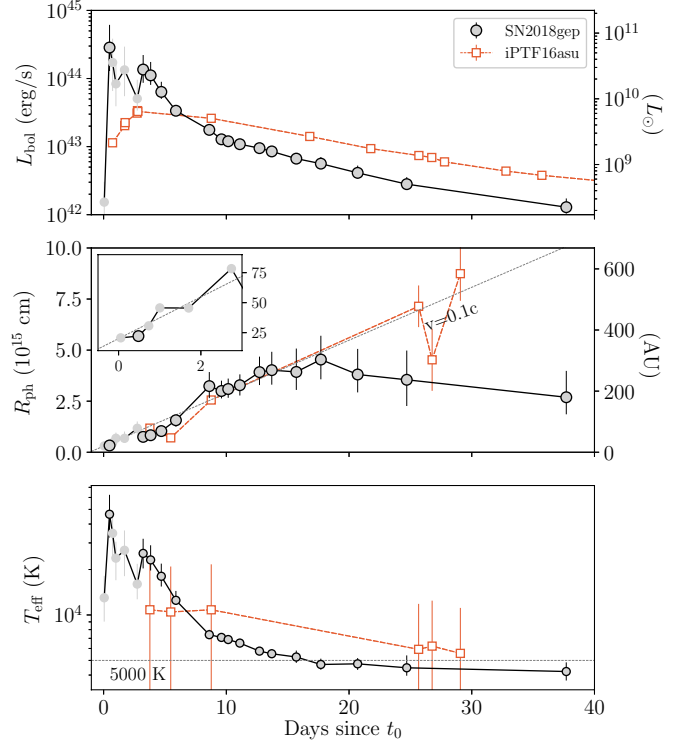 10^45
10^44
10^43
10^42
L_bol (erg/s)
SN2018gep
iPTF16asu
10^11
10^10
10^9
(L_⊙)
10.0
7.5
5.0
2.5
0.0
R_ph (10^15 cm)
75
50
25
0
2
v=0.1c
600
400
200
0
(AU)
10^4
T_eff (K)
5000 K
0
10
20
30
40
Days since t_0